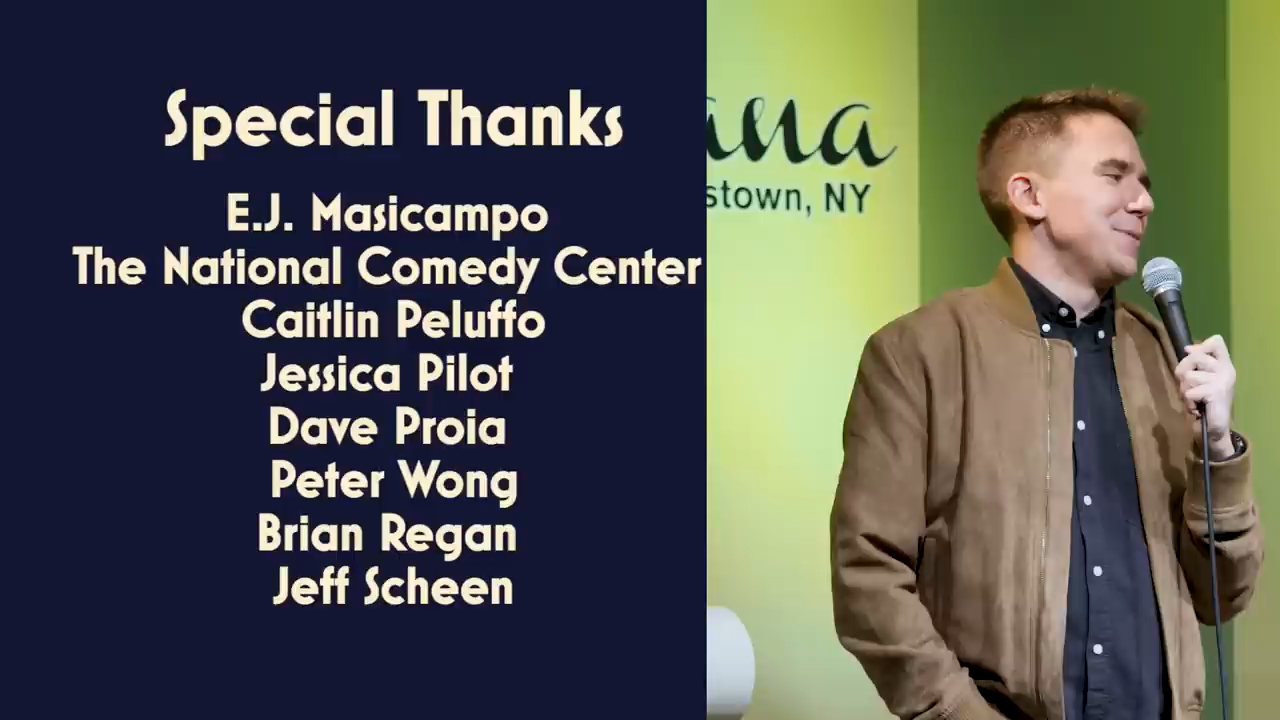 Special Thanks
E.J. Masicampo
The National Comedy Center
Caitlin Peluffo
Jessica Pilot
Dave Proia
Peter Wong
Brian Regan
Jeff Scheen
ana
stown, NY